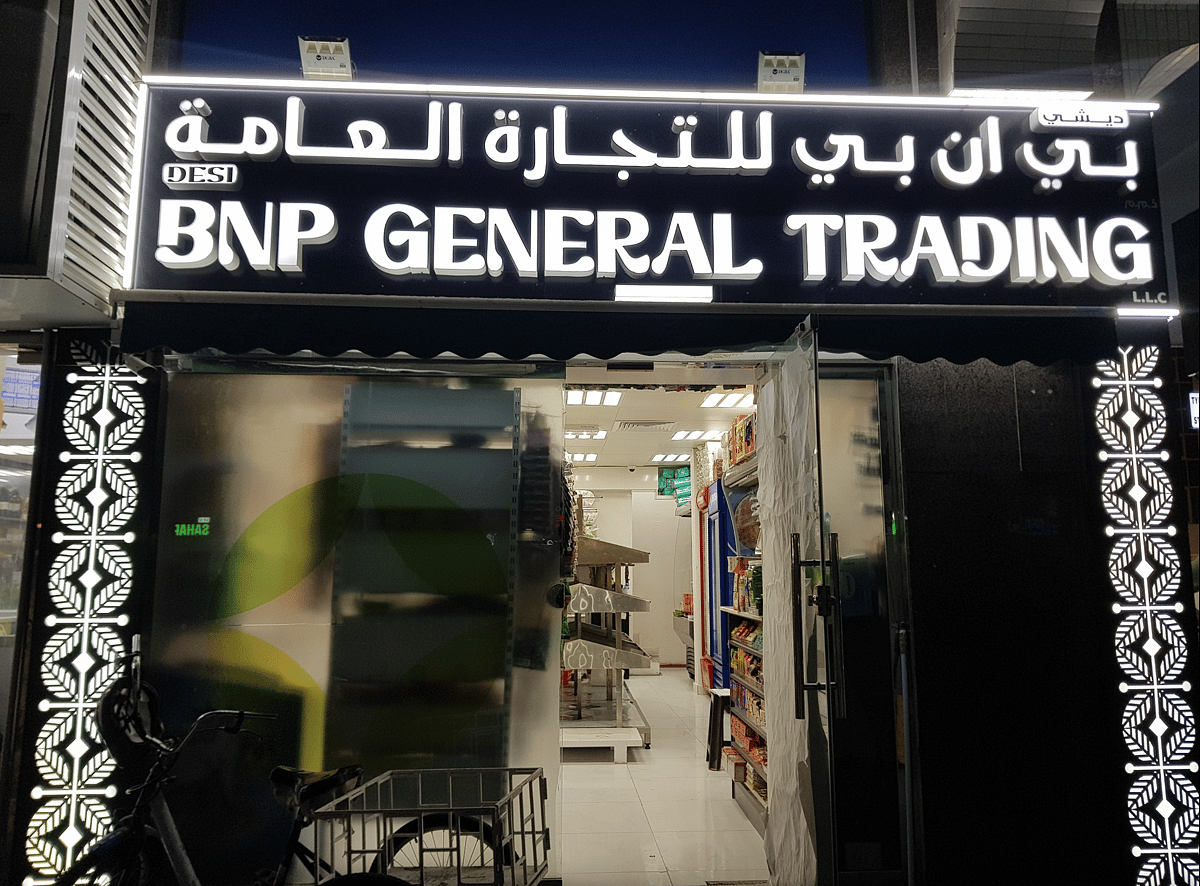 ديشي
بي ان بي للتجارة العامة
DESI
BNP GENERAL TRADING
L.L.C